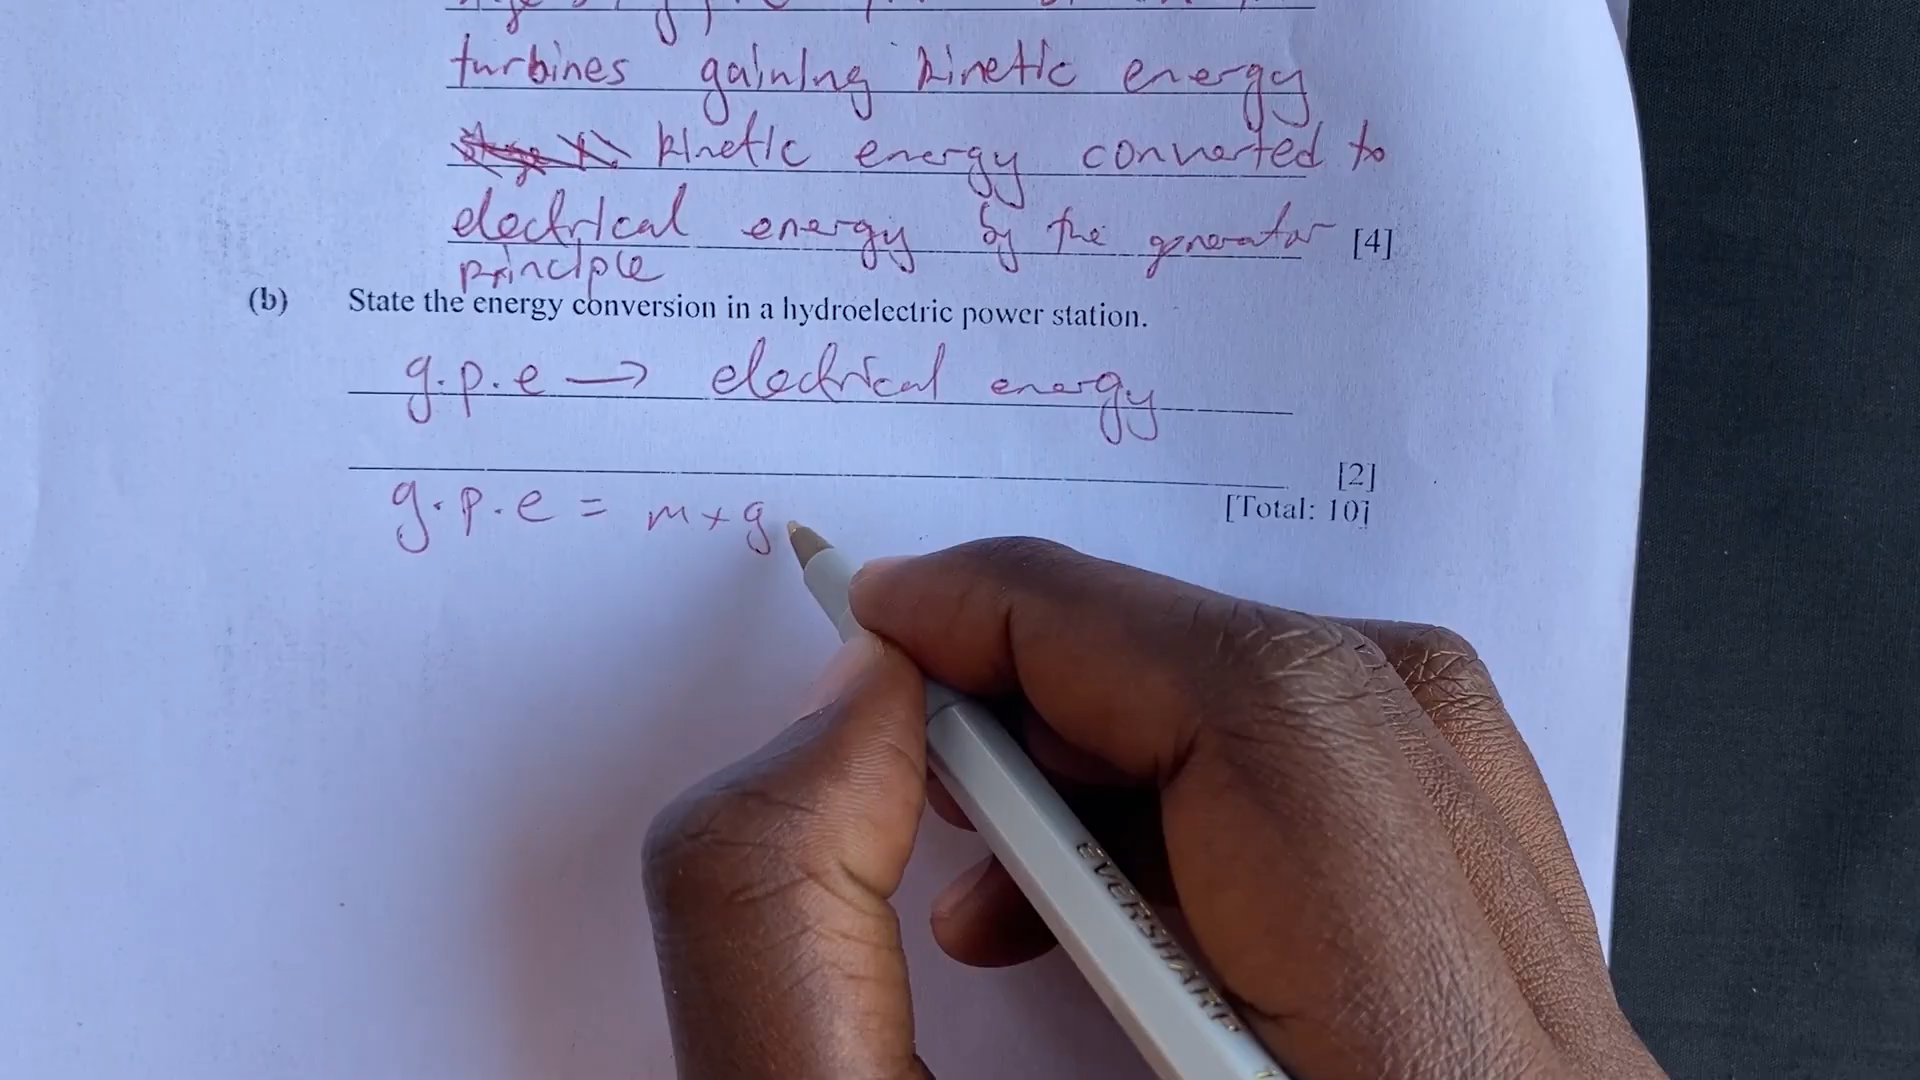 turbines gaining kinetic energy
kinetic energy converted to
electrical energy by the generator [4]
principle
(b) State the energy conversion in a hydroelectric power station.
g.p.e → electrical energy
[2]
g.p.e = m × g
[Total: 10]
EVERSHARP